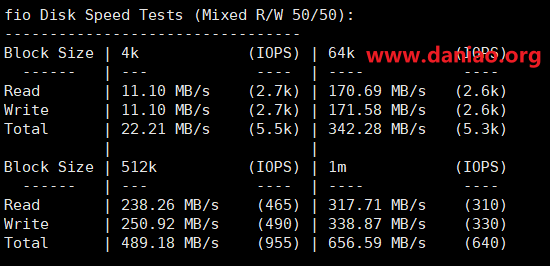 fio Disk Speed Tests (Mixed R/W 50/50):
---------------------------------
Block Size | 4k (IOPS) | 64k (IOPS)
------ | --- ---- | ---- ----
Read | 11.10 MB/s (2.7k) | 170.69 MB/s (2.6k)
Write | 11.10 MB/s (2.7k) | 171.58 MB/s (2.6k)
Total | 22.21 MB/s (5.5k) | 342.28 MB/s (5.3k)
| |
Block Size | 512k (IOPS) | 1m (IOPS)
------ | --- ---- | ---- ----
Read | 238.26 MB/s (465) | 317.71 MB/s (310)
Write | 250.92 MB/s (490) | 338.87 MB/s (330)
Total | 489.18 MB/s (955) | 656.59 MB/s (640)
www.daniao.org